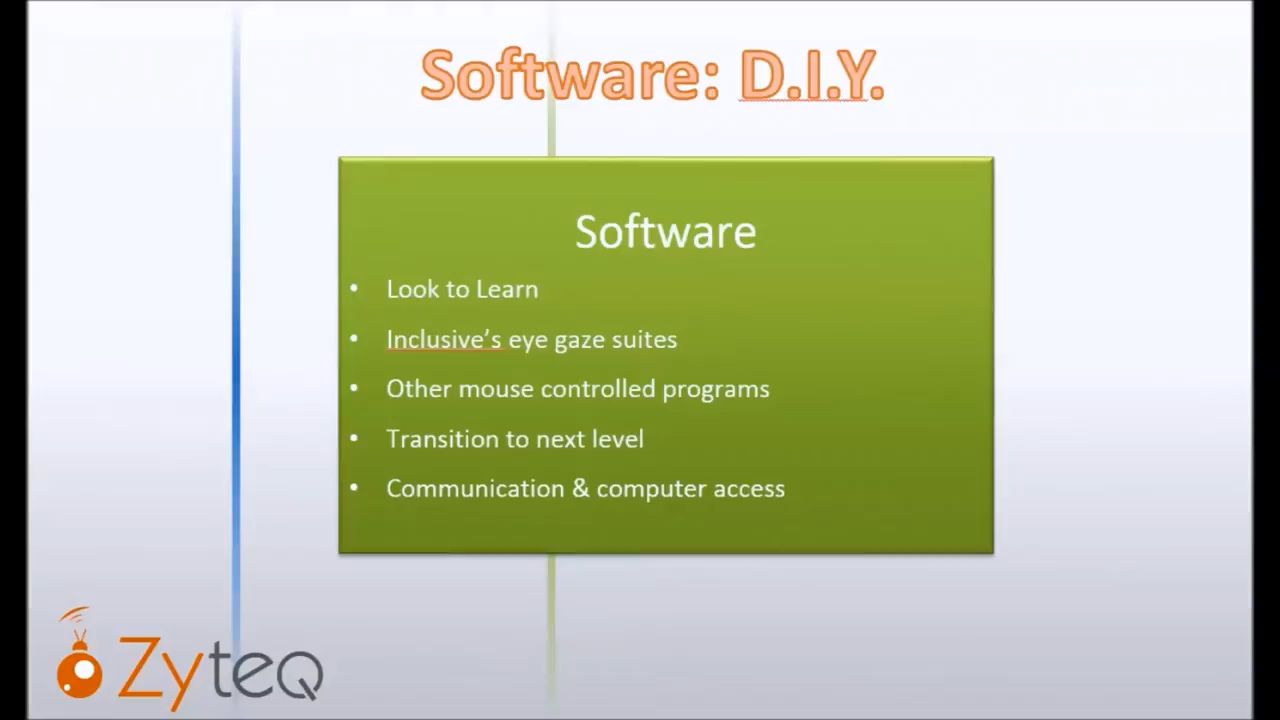 Software: D.I.Y.
Software
• Look to Learn
• Inclusive's eye gaze suites
• Other mouse controlled programs
• Transition to next level
• Communication & computer access
Zyteq